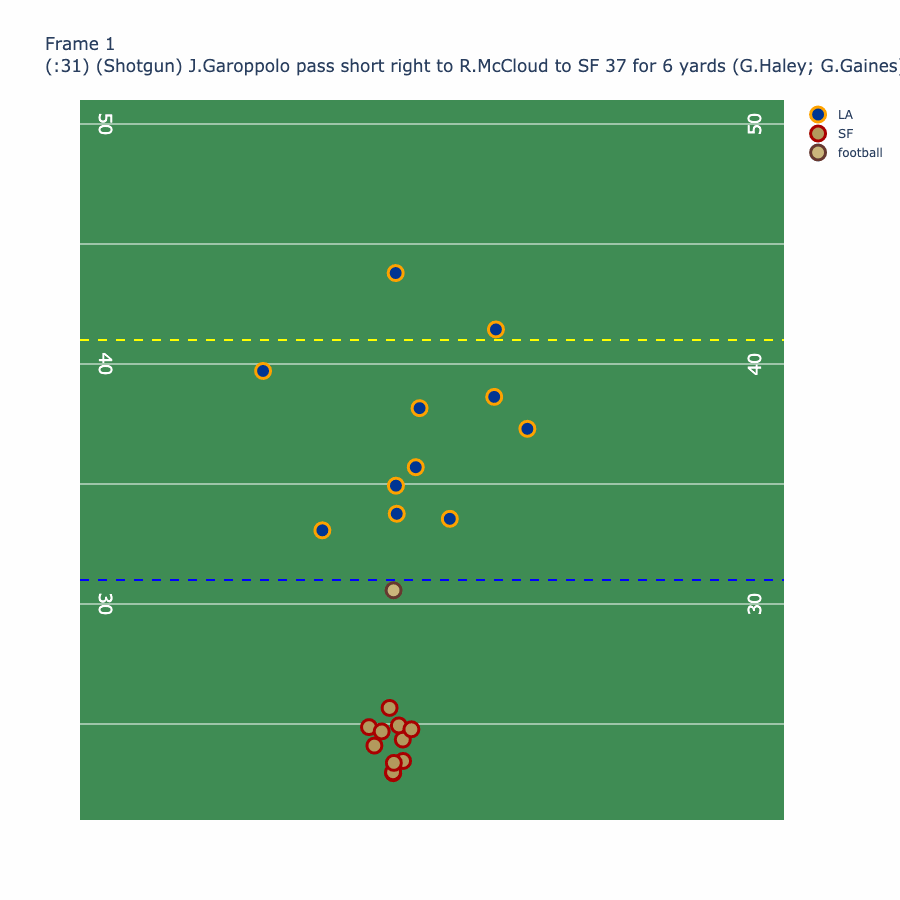 Frame 1
(:31) (Shotgun) J.Garoppolo pass short right to R.McCloud to SF 37 for 6 yards (G.Haley; G.Gaines)
LA
SF
football
50 50
40 40
30 30